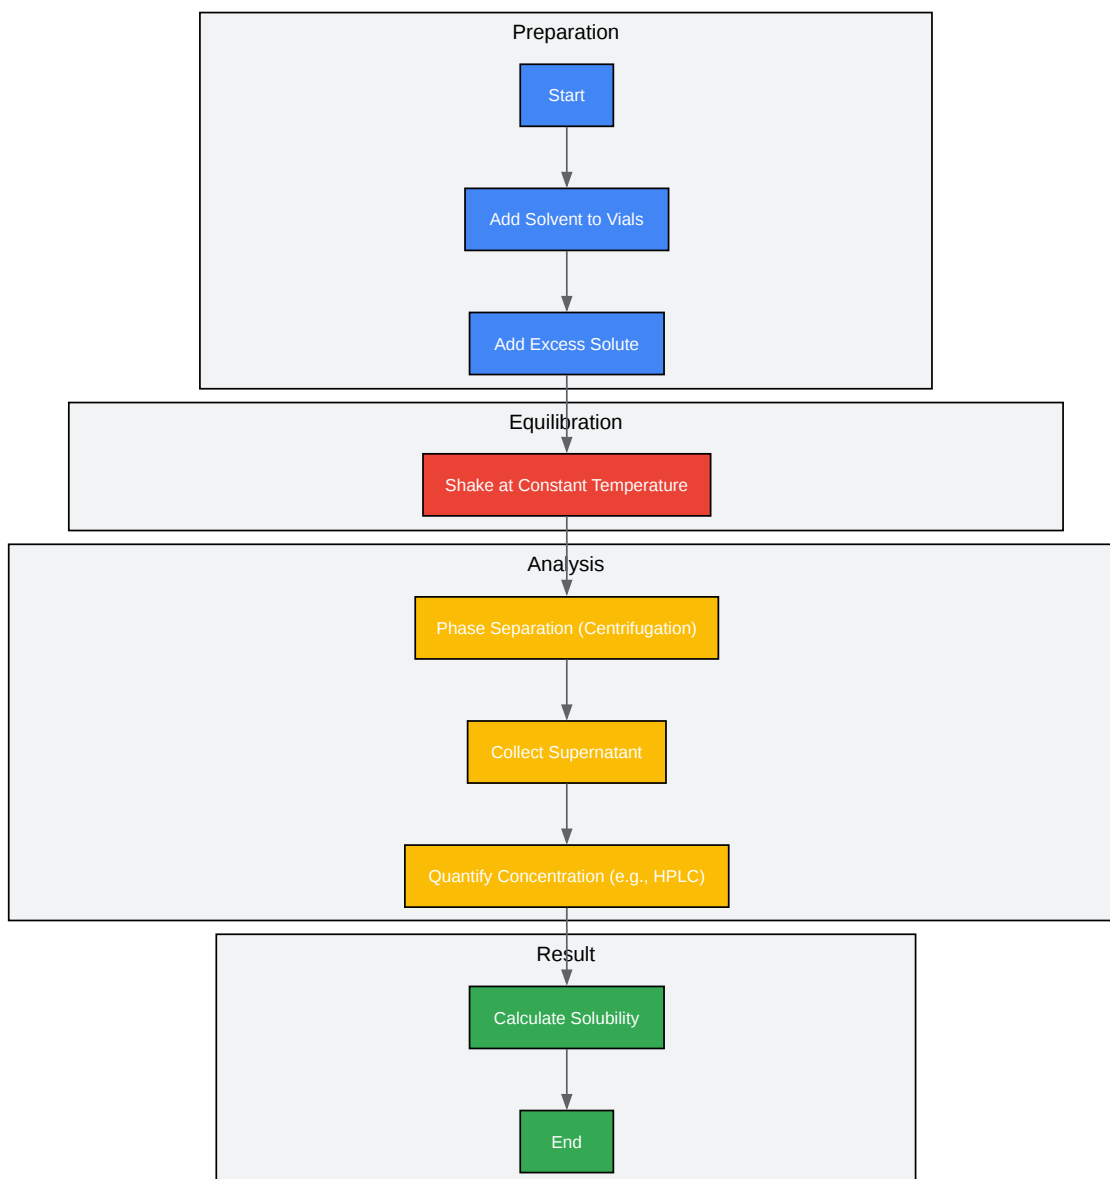 Preparation
Start
Add Solvent to Vials
Add Excess Solute
Equilibration
Shake at Constant Temperature
Analysis
Phase Separation (Centrifugation)
Collect Supernatant
Quantify Concentration (e.g., HPLC)
Result
Calculate Solubility
End